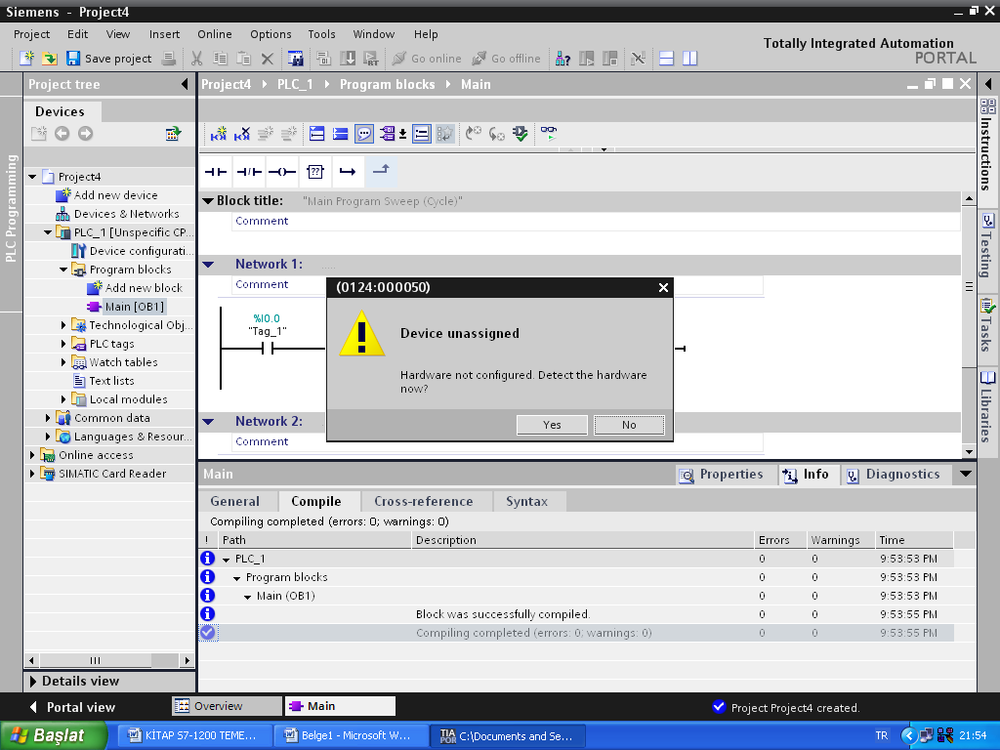 Siemens - Project4
Project Edit View Insert Online Options Tools Window Help
Totally Integrated Automation
PORTAL
Save project
Go online
Go offline
Project tree
Project4 PLC_1 Program blocks Main
Devices
PLC Programming
Project4
Add new device
Devices & Networks
PLC_1 [Unspecific CP...
Device configurati...
Program blocks
Add new block
Main [OB1]
Technological Obj...
PLC tags
Watch tables
Text lists
Local modules
Common data
Languages & Resour...
Online access
SIMATIC Card Reader
Details view
??
Block title: "Main Program Sweep (Cycle)"
Comment
Network 1: .....
Comment
%I0.0
"Tag_1"
(0124:000050)
Device unassigned
Hardware not configured. Detect the hardware
now?
Yes No
Network 2: .....
Comment
Instructions
Testing
Tasks
Libraries
Main
Properties Info Diagnostics
General Compile Cross-reference Syntax
Compiling completed (errors: 0; warnings: 0)
! Path Description Errors Warnings Time
PLC_1 0 0 9:53:53 PM
Program blocks 0 0 9:53:53 PM
Main (OB1) 0 0 9:53:53 PM
Block was successfully compiled. 0 0 9:53:55 PM
Compiling completed (errors: 0; warnings: 0) 0 0 9:53:55 PM
Portal view
Overview
Main
Project Project4 created.
Başlat
KİTAP S7-1200 TEME...
Belge1 - Microsoft W...
C:\Documents and Se...
TR
21:54